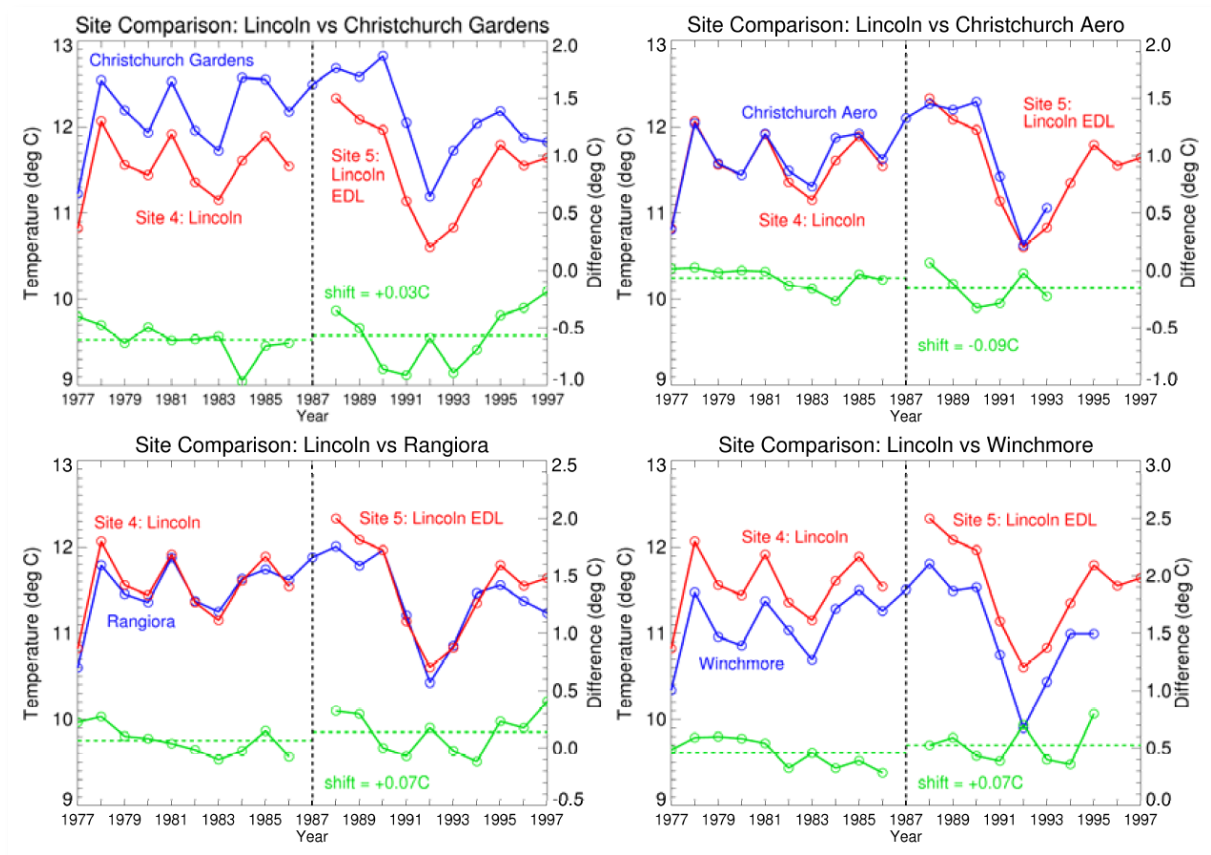 Site Comparison: Lincoln vs Christchurch Gardens
13
12
11
10
9
Temperature (deg C)
2.0
1.5
1.0
0.5
0.0
-0.5
-1.0
Difference (deg C)
Christchurch Gardens
Site 4: Lincoln
Site 5:
Lincoln
EDL
shift = +0.03C
1977 1979 1981 1983 1985 1987 1989 1991 1993 1995 1997
Year
Site Comparison: Lincoln vs Christchurch Aero
13
12
11
10
9
Temperature (deg C)
2.0
1.5
1.0
0.5
0.0
-0.5
-1.0
Difference (deg C)
Christchurch Aero
Site 4: Lincoln
Site 5:
Lincoln EDL
shift = -0.09C
1977 1979 1981 1983 1985 1987 1989 1991 1993 1995 1997
Year
Site Comparison: Lincoln vs Rangiora
13
12
11
10
9
Temperature (deg C)
2.5
2.0
1.5
1.0
0.5
0.0
-0.5
Difference (deg C)
Site 4: Lincoln
Rangiora
Site 5: Lincoln EDL
shift = +0.07C
1977 1979 1981 1983 1985 1987 1989 1991 1993 1995 1997
Year
Site Comparison: Lincoln vs Winchmore
13
12
11
10
9
Temperature (deg C)
3.0
2.5
2.0
1.5
1.0
0.5
0.0
Difference (deg C)
Site 4: Lincoln
Winchmore
Site 5: Lincoln EDL
shift = +0.07C
1977 1979 1981 1983 1985 1987 1989 1991 1993 1995 1997
Year